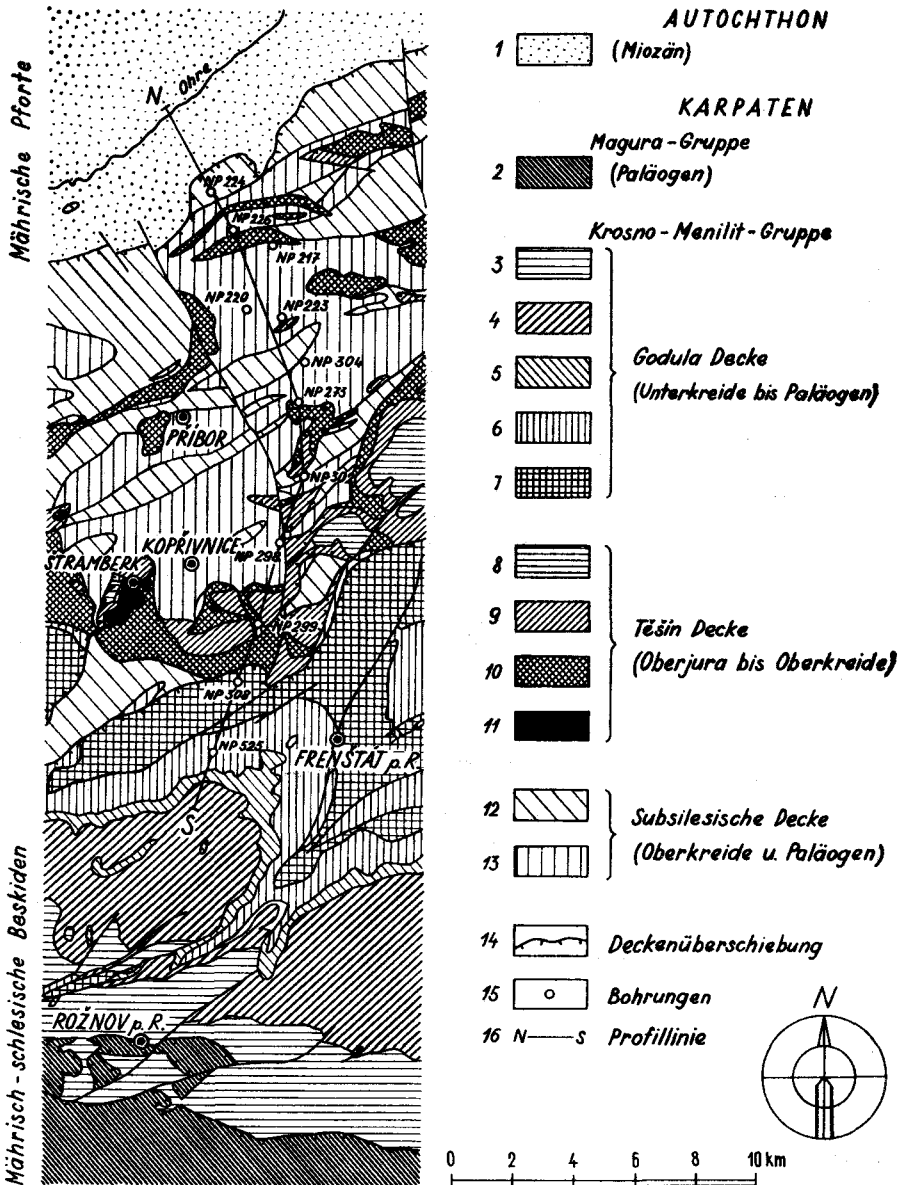 AUTOCHTHON
1 (Miozän)
KARPATEN
Magura-Gruppe
2 (Paläogen)
Krosno-Menilit-Gruppe
3
4
5
6
7
Godula Decke
(Unterkreide bis Paläogen)
8
9
10
11
Těšin Decke
(Oberjura bis Oberkreide)
12
13
Subsilesische Decke
(Oberkreide u. Paläogen)
14 Deckenüberschiebung
15 Bohrungen
16 N — S Profillinie
N
0 2 4 6 8 10 km
Mährische Pforte
Mährisch-schlesische Beskiden
N
Ohre
NP 224
NP 226
NP 217
NP 220
NP 223
NP 304
NP 273
PŘÍBOR
KOPŘIVNICE
NP 298
STRAMBERK
NP 299
NP 308
NP 525
FRENŠTÁT p.R.
S
ROŽNOV p.R.